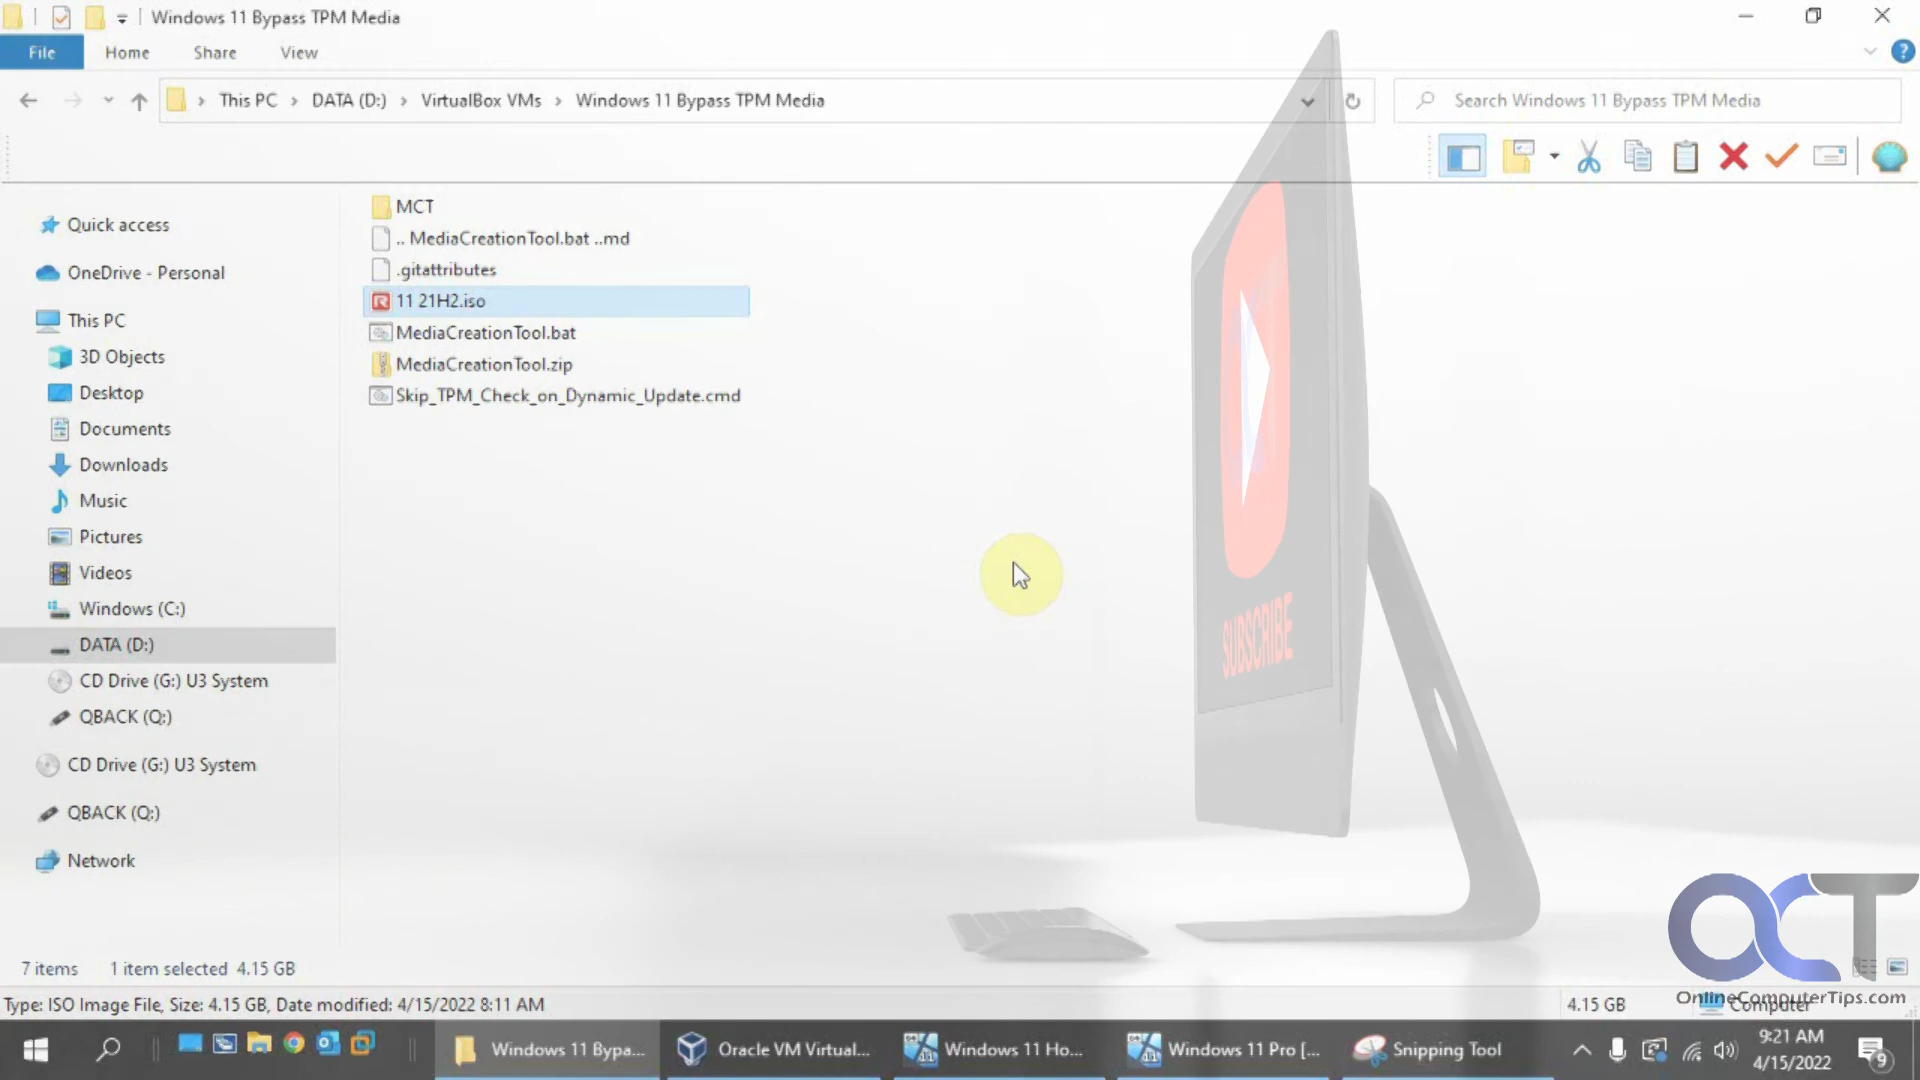 Windows 11 Bypass TPM Media
File Home Share View
This PC > DATA (D:) > VirtualBox VMs > Windows 11 Bypass TPM Media
Search Windows 11 Bypass TPM Media
Quick access
OneDrive - Personal
This PC
3D Objects
Desktop
Documents
Downloads
Music
Pictures
Videos
Windows (C:)
DATA (D:)
CD Drive (G:) U3 System
QBACK (Q:)
CD Drive (G:) U3 System
QBACK (Q:)
Network
MCT
.. MediaCreationTool.bat ..md
.gitattributes
11 21H2.iso
MediaCreationTool.bat
MediaCreationTool.zip
Skip_TPM_Check_on_Dynamic_Update.cmd
SUBSCRIBE
OCT
OnlineComputerTips.com
7 items 1 item selected 4.15 GB
Type: ISO Image File, Size: 4.15 GB, Date modified: 4/15/2022 8:11 AM
4.15 GB
Computer
Windows 11 Bypa...
Oracle VM Virtual...
Windows 11 Ho...
Windows 11 Pro [...
Snipping Tool
9:21 AM
4/15/2022
9